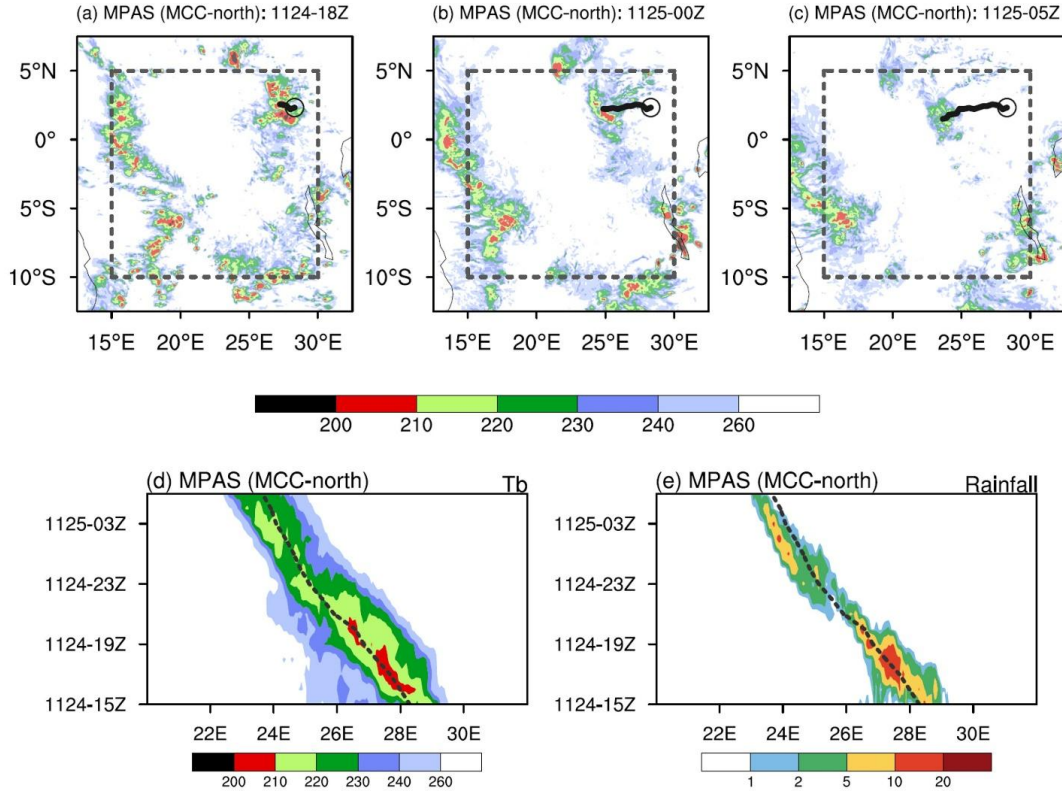 (a) MPAS (MCC-north): 1124-18Z
(b) MPAS (MCC-north): 1125-00Z
(c) MPAS (MCC-north): 1125-05Z
5°N
0°
5°S
10°S
15°E 20°E 25°E 30°E
5°N
0°
5°S
10°S
15°E 20°E 25°E 30°E
5°N
0°
5°S
10°S
15°E 20°E 25°E 30°E
200 210 220 230 240 260
(d) MPAS (MCC-north) Tb
1125-03Z
1124-23Z
1124-19Z
1124-15Z
22E 24E 26E 28E 30E
200 210 220 230 240 260
(e) MPAS (MCC-north) Rainfall
1125-03Z
1124-23Z
1124-19Z
1124-15Z
22E 24E 26E 28E 30E
1 2 5 10 20